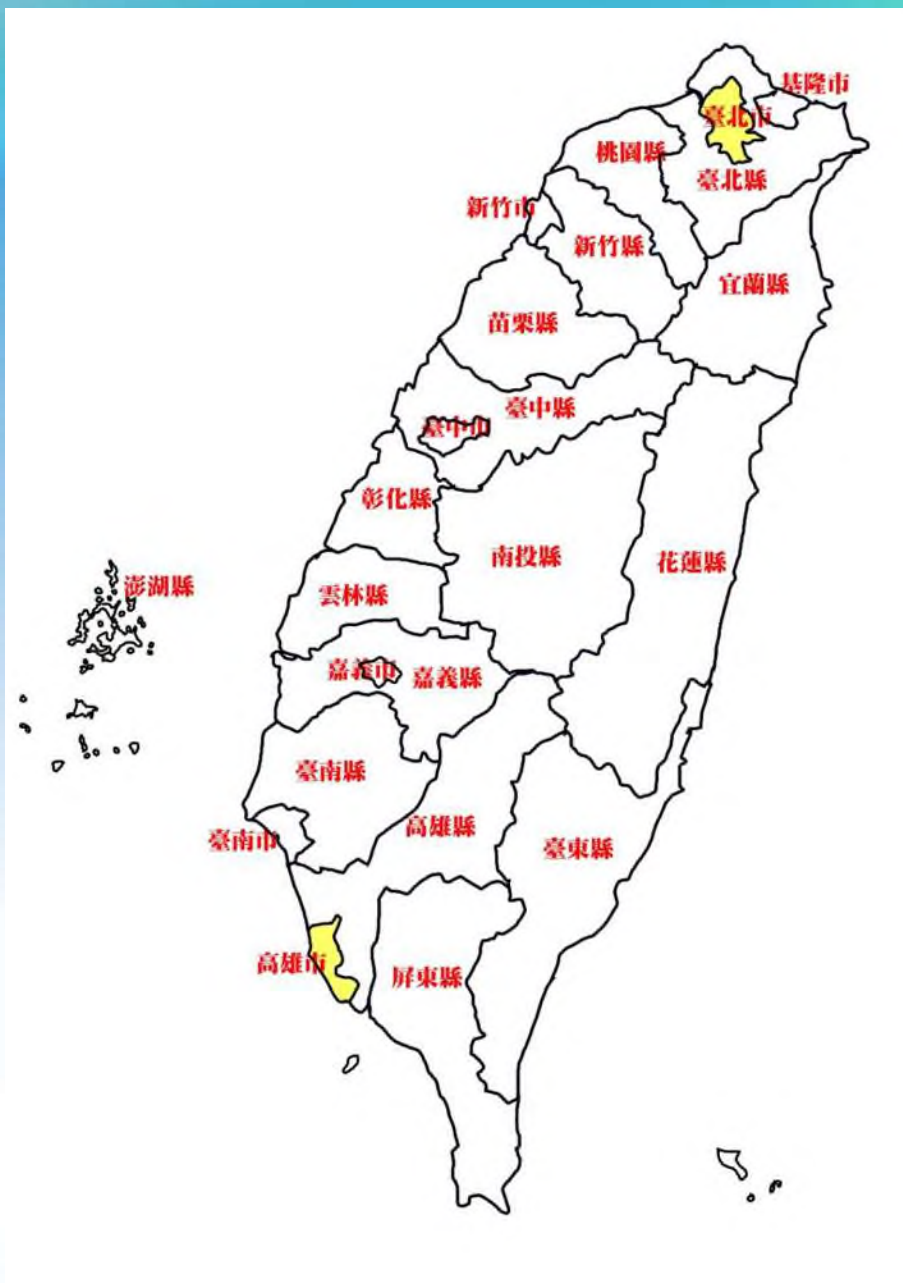 基隆市
臺北市
桃園縣
臺北縣
新竹市
新竹縣
宜蘭縣
苗栗縣
臺中縣
臺中市
彰化縣
南投縣
花蓮縣
澎湖縣
雲林縣
嘉義市
嘉義縣
臺南縣
臺南市
高雄縣
臺東縣
高雄市
屏東縣